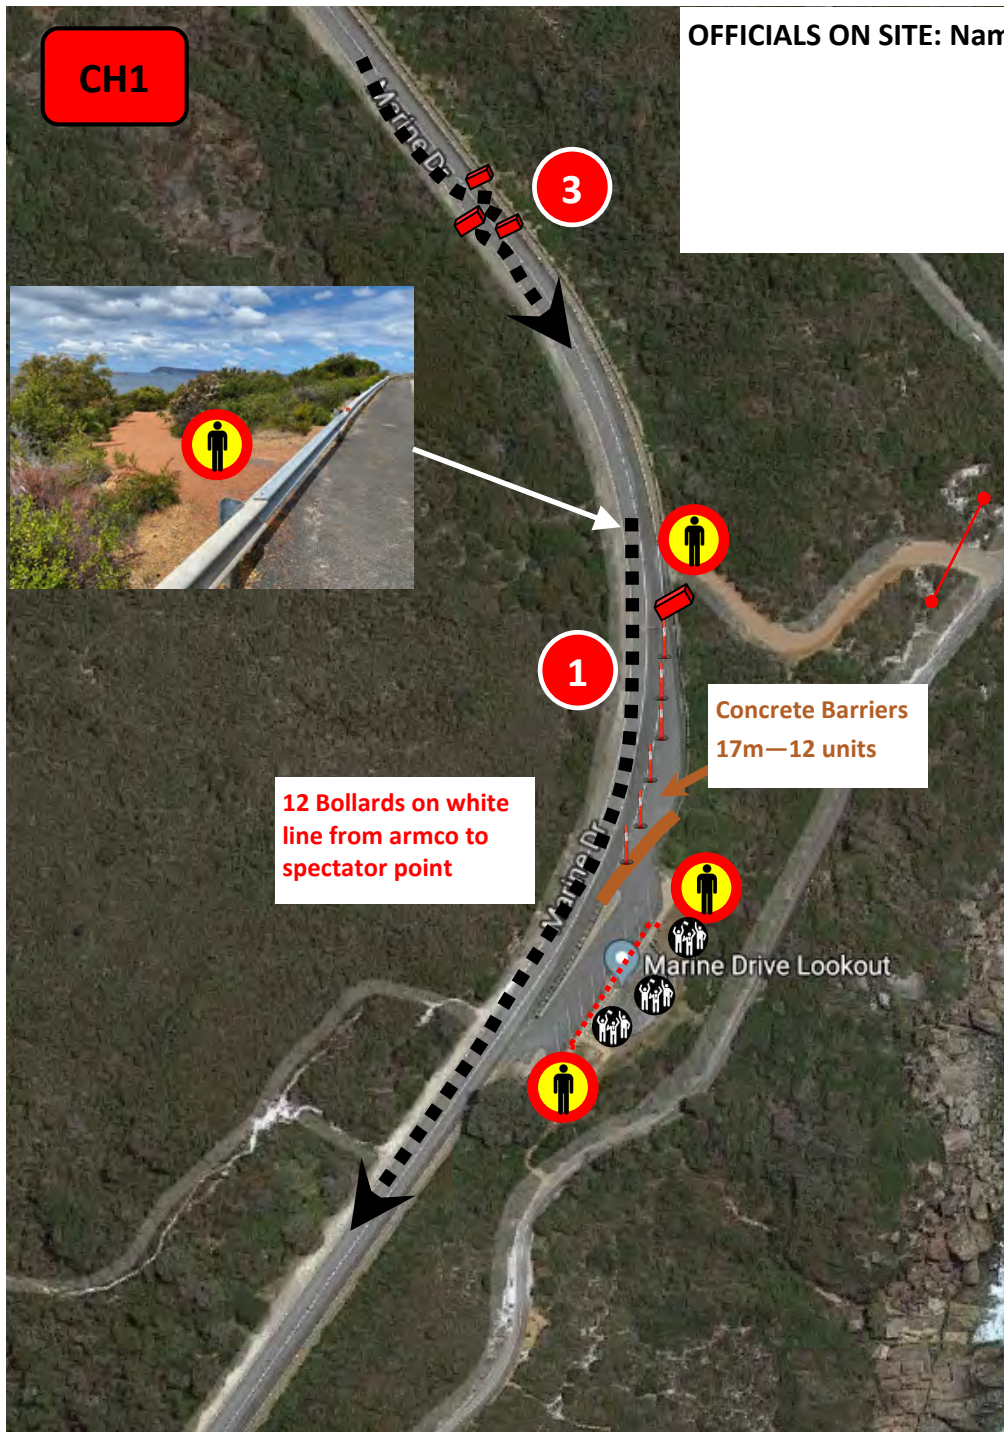 CH1
OFFICIALS ON SITE: Nam
Marine Dr
3
1
Concrete Barriers
17m—12 units
12 Bollards on white
line from armco to
spectator point
Marine Dr
Marine Drive Lookout